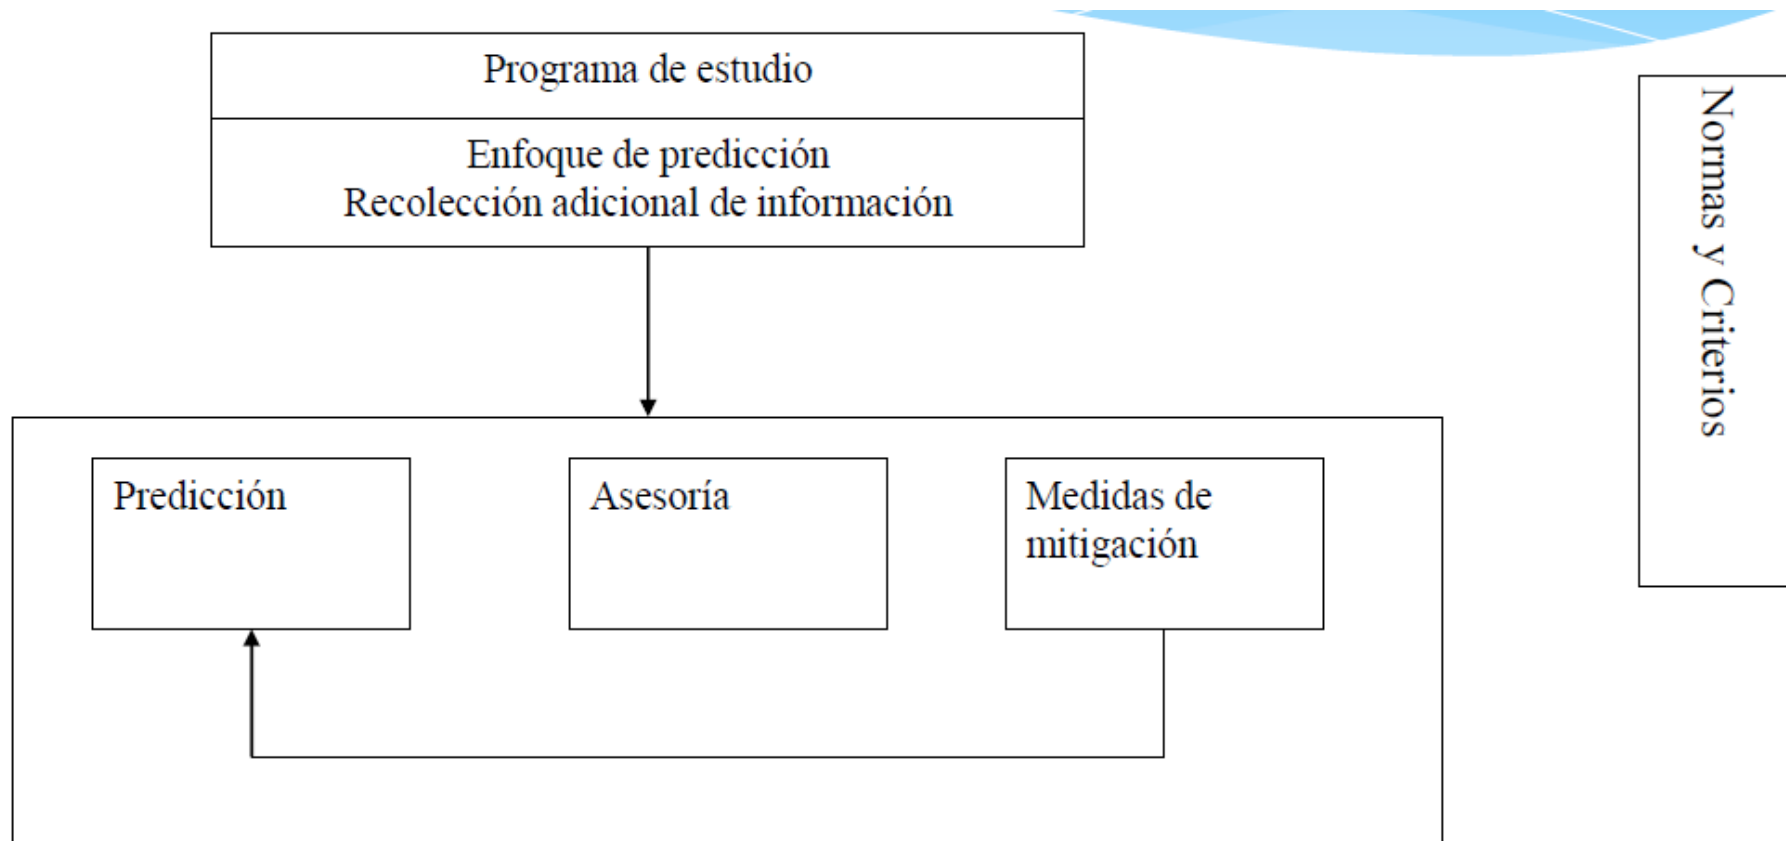 Programa de estudio
Enfoque de predicción
Recolección adicional de información
Normas y Criterios
Predicción
Asesoría
Medidas de
mitigación